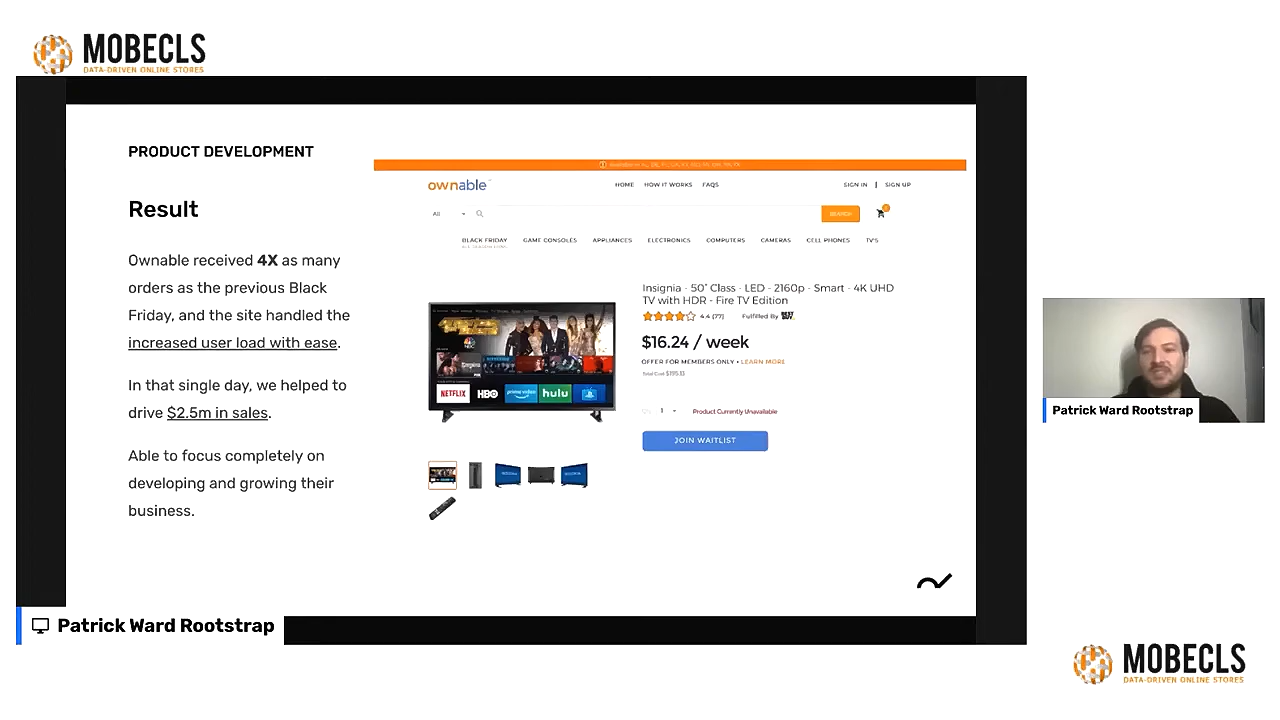 MOBECLS
DATA-DRIVEN ONLINE STORES
PRODUCT DEVELOPMENT
Result
Ownable received 4X as many
orders as the previous Black
Friday, and the site handled the
increased user load with ease.
In that single day, we helped to
drive $2.5m in sales.
Able to focus completely on
developing and growing their
business.
ownable
HOME HOW IT WORKS FAQS
SIGN IN | SIGN UP
All
SEARCH
BLACK FRIDAY GAME CONSOLES APPLIANCES ELECTRONICS COMPUTERS CAMERAS CELL PHONES TV'S
Insignia - 50" Class - LED - 2160p - Smart - 4K UHD
TV with HDR - Fire TV Edition
4.4 (77) Fulfilled By BEST BUY
$16.24 / week
OFFER FOR MEMBERS ONLY • LEARN MORE
1 Product Currently Unavailable
JOIN WAITLIST
NBC
Empire
NETFLIX HBO prime video hulu
Patrick Ward Rootstrap
Patrick Ward Rootstrap
MOBECLS
DATA-DRIVEN ONLINE STORES